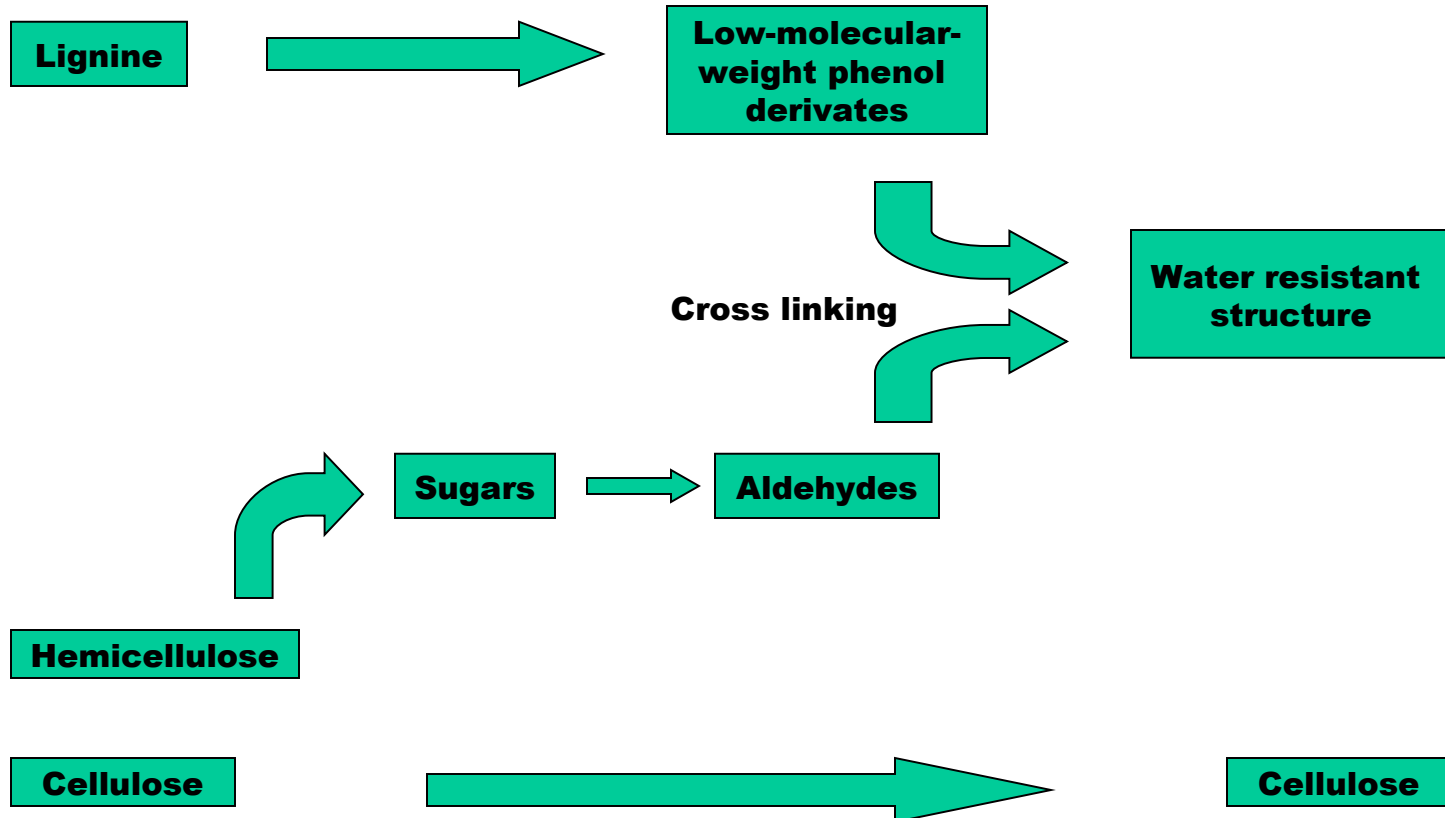 Lignine
Low-molecular-
weight phenol
derivates
Water resistant
structure
Cross linking
Sugars
Aldehydes
Hemicellulose
Cellulose
Cellulose